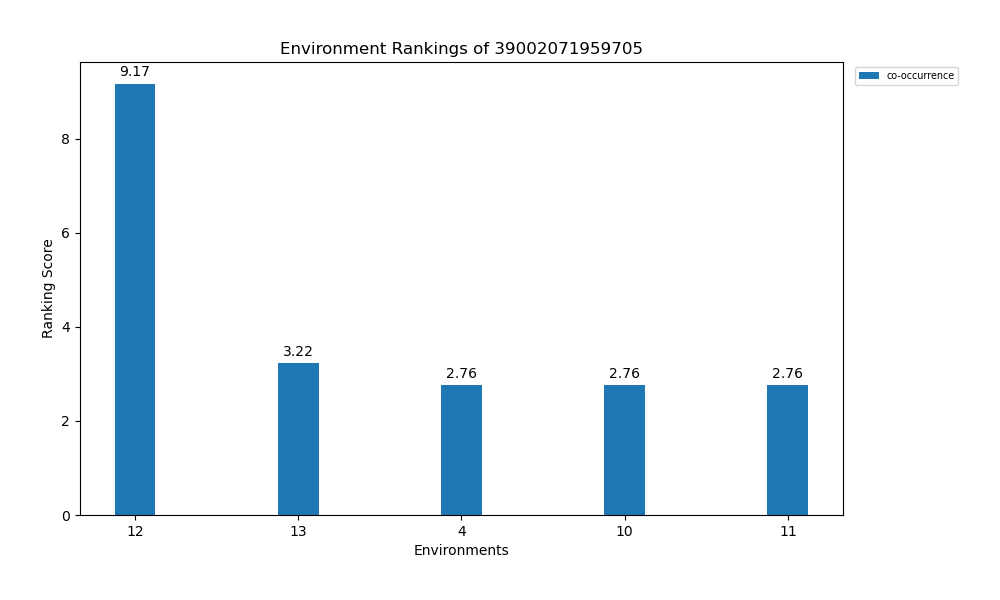 Environment Rankings of 39002071959705
co-occurrence
9.17
3.22
2.76
2.76
2.76
Ranking Score
8
6
4
2
0
12 13 4 10 11
Environments